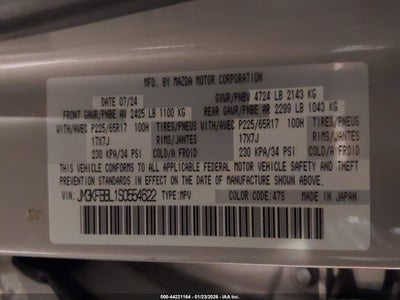 MFD. BY MAZDA MOTOR CORPORATION
DATE 07/24 GVWR/PNBV 4724 LB 2143 KG
FRONT GAWR/PNBE AV 2425 LB 1100 KG REAR GAWR/PNBE AR 2299 LB 1043 KG
WITH/AVEC P225/65R17 100H TIRES/PNEUS WITH/AVEC P225/65R17 100H TIRES/PNEUS
17X7J RIMS/JANTE 17X7J RIMS/JANTE
230 KPA/34 PSI COLD/A FROID 230 KPA/34 PSI COLD/A FROID
THIS VEHICLE CONFORMS TO ALL APPLICABLE FEDERAL MOTOR VEHICLE SAFETY AND THEFT
PREVENTION STANDARDS IN EFFECT ON THE DATE OF MANUFACTURE SHOWN ABOVE.
VIN: TYPE:MPV COLOR CODE:47S MADE IN JAPAN
000-44221164 - 01/23/2026 - IAA Inc.